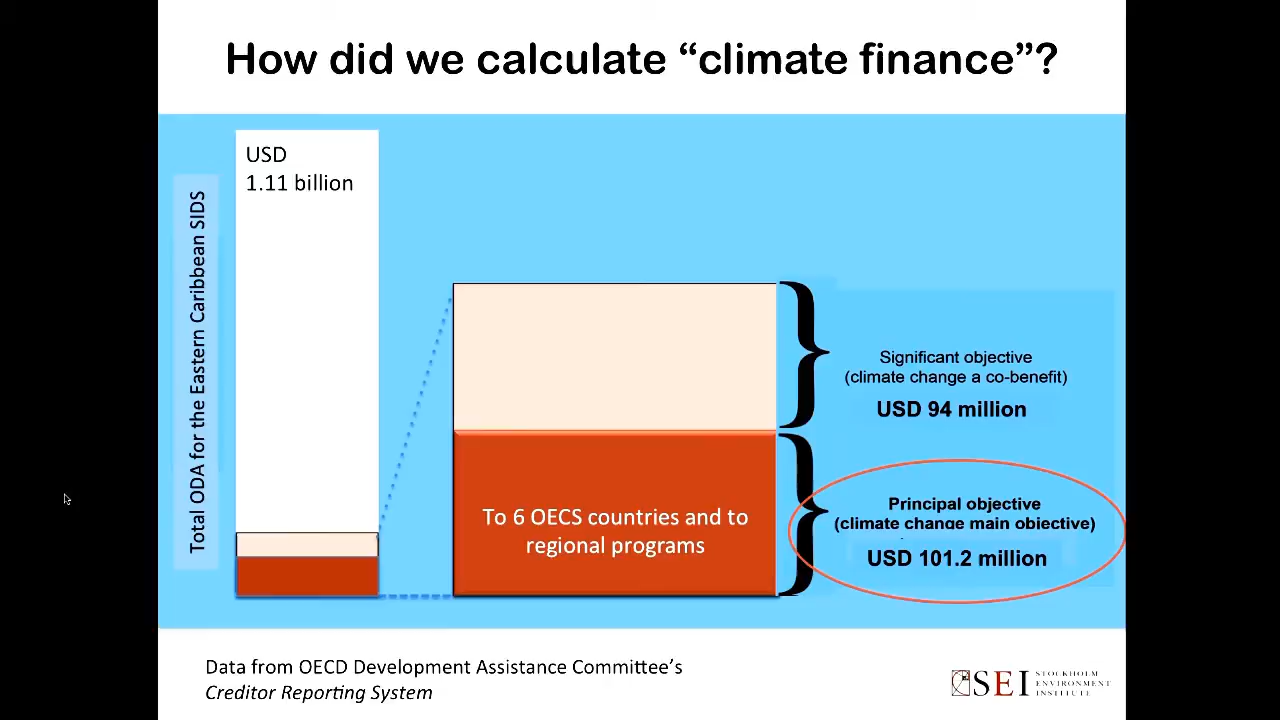 How did we calculate “climate finance”?
USD
1.11 billion
Total ODA for the Eastern Caribbean SIDS
Significant objective
(climate change a co-benefit)
USD 94 million
To 6 OECS countries and to
regional programs
Principal objective
(climate change main objective)
USD 101.2 million
Data from OECD Development Assistance Committee’s
Creditor Reporting System
SEI
STOCKHOLM
ENVIRONMENT
INSTITUTE